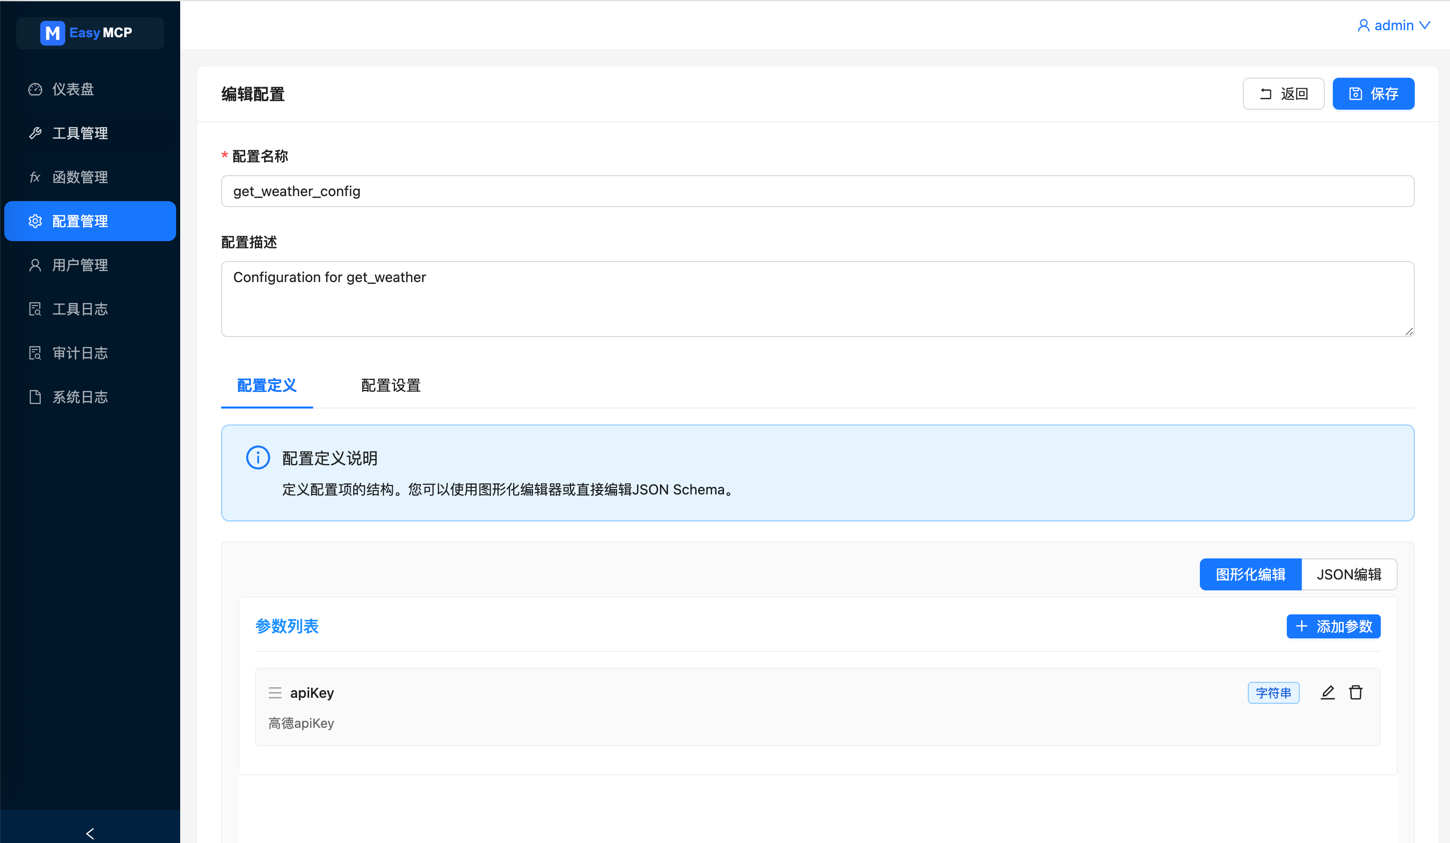 M Easy MCP
admin
仪表盘
工具管理
函数管理
配置管理
用户管理
工具日志
审计日志
系统日志
编辑配置
返回
保存
* 配置名称
get_weather_config
配置描述
Configuration for get_weather
配置定义
配置设置
配置定义说明
定义配置项的结构。您可以使用图形化编辑器或直接编辑JSON Schema。
图形化编辑
JSON编辑
参数列表
添加参数
apiKey
字符串
高德apiKey